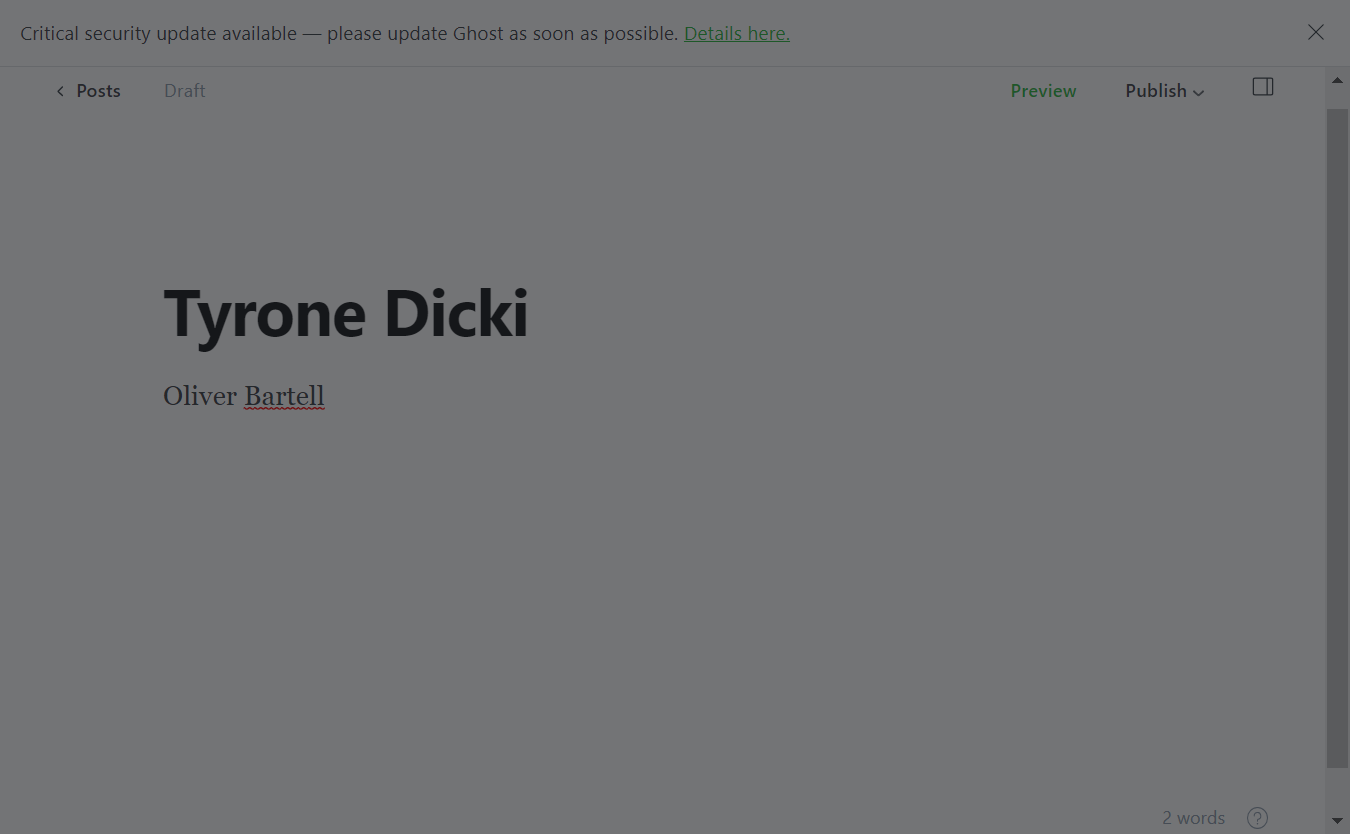 Critical security update available — please update Ghost as soon as possible. Details here.
Posts Draft Preview Publish
Tyrone Dicki
Oliver Bartell
2 words ?